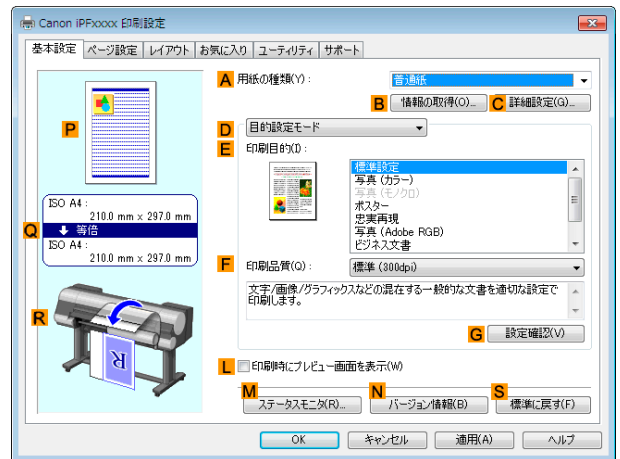 Canon iPFxxxx 印刷設定
基本設定 ページ設定 レイアウト お気に入り ユーティリティ サポート
A 用紙の種類(Y) : 普通紙
B 情報の取得(O)... C 詳細設定(G)...
P
D 目的設定モード
E 印刷目的(I) :
標準設定
写真 (カラー)
写真 (モノクロ)
ポスター
忠実再現
写真 (Adobe RGB)
ビジネス文書
ISO A4 :
210.0 mm x 297.0 mm
Q 等倍
ISO A4 :
210.0 mm x 297.0 mm
F 印刷品質(Q) : 標準 (300dpi)
文字/画像/グラフィックスなどの混在する一般的な文書を適切な設定で
印刷します。
R
G 設定確認(V)
L 印刷時にプレビュー画面を表示(W)
M ステータスモニタ(R)... N バージョン情報(B) S 標準に戻す(F)
OK キャンセル 適用(A) ヘルプ